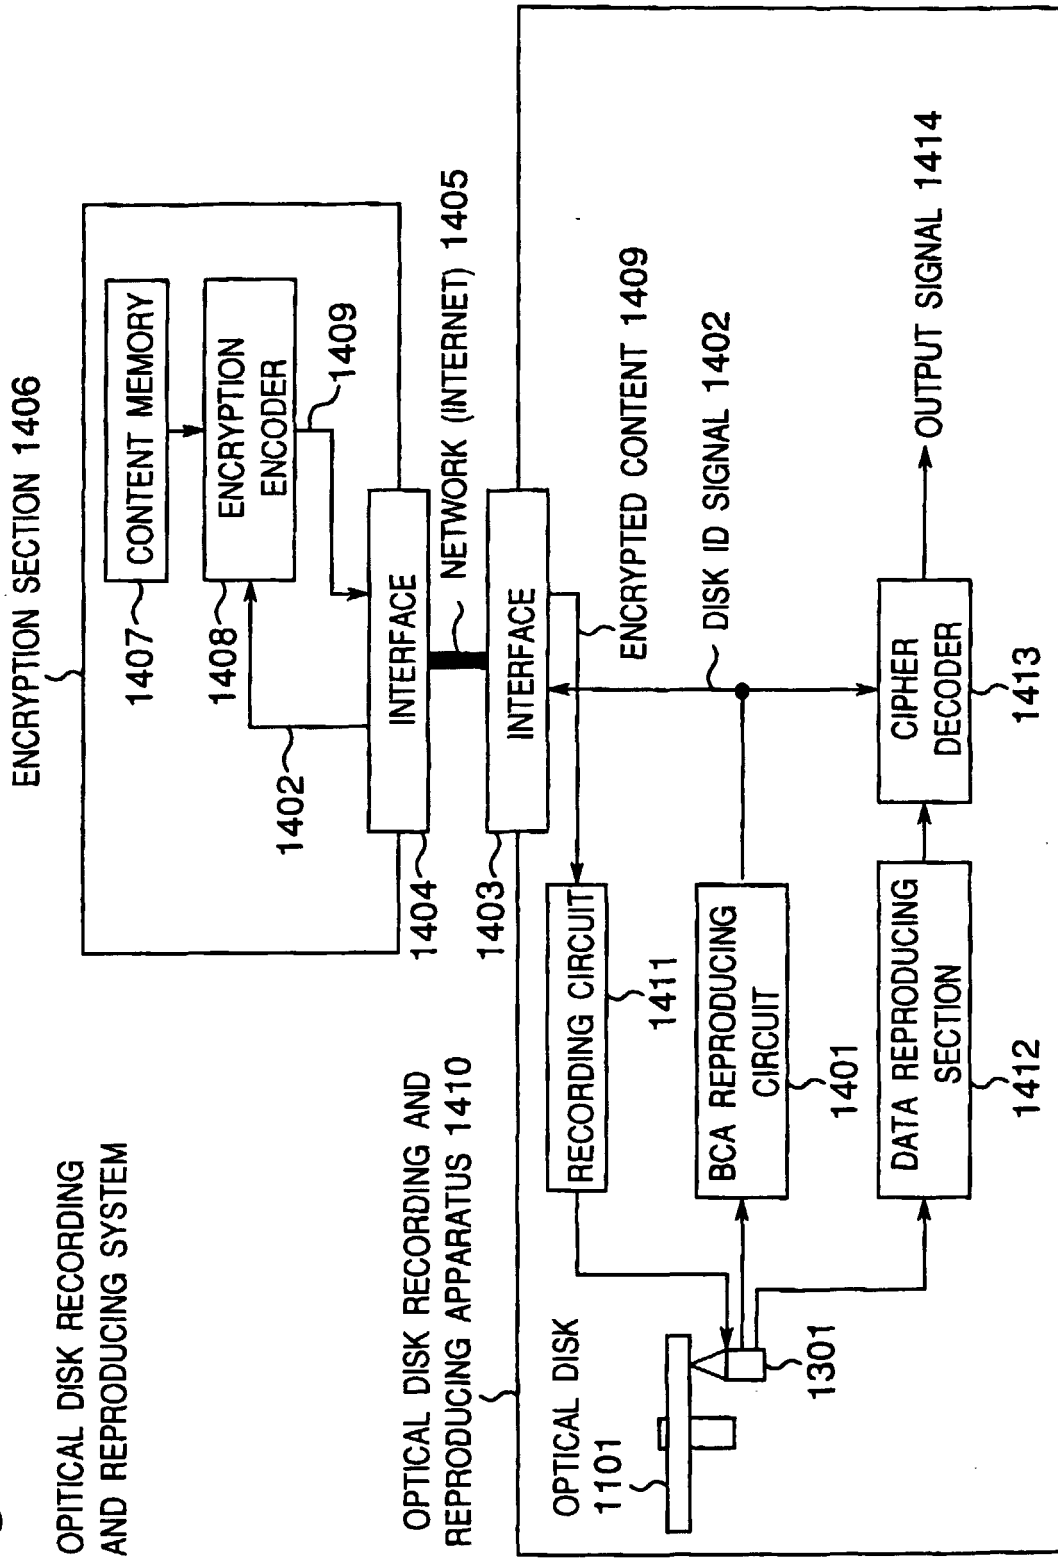 OPITICAL DISK RECORDING
AND REPRODUCING SYSTEM
ENCRYPTION SECTION 1406
1407
CONTENT MEMORY
1408
ENCRYPTION
ENCODER
1409
1402
1404
INTERFACE
NETWORK (INTERNET) 1405
1403
INTERFACE
OPTICAL DISK RECORDING AND
REPRODUCING APPARATUS 1410
ENCRYPTED CONTENT 1409
RECORDING CIRCUIT
1411
DISK ID SIGNAL 1402
OPTICAL DISK
1101
1301
BCA REPRODUCING
CIRCUIT
1401
DATA REPRODUCING
SECTION
1412
CIPHER
DECODER
1413
OUTPUT SIGNAL 1414